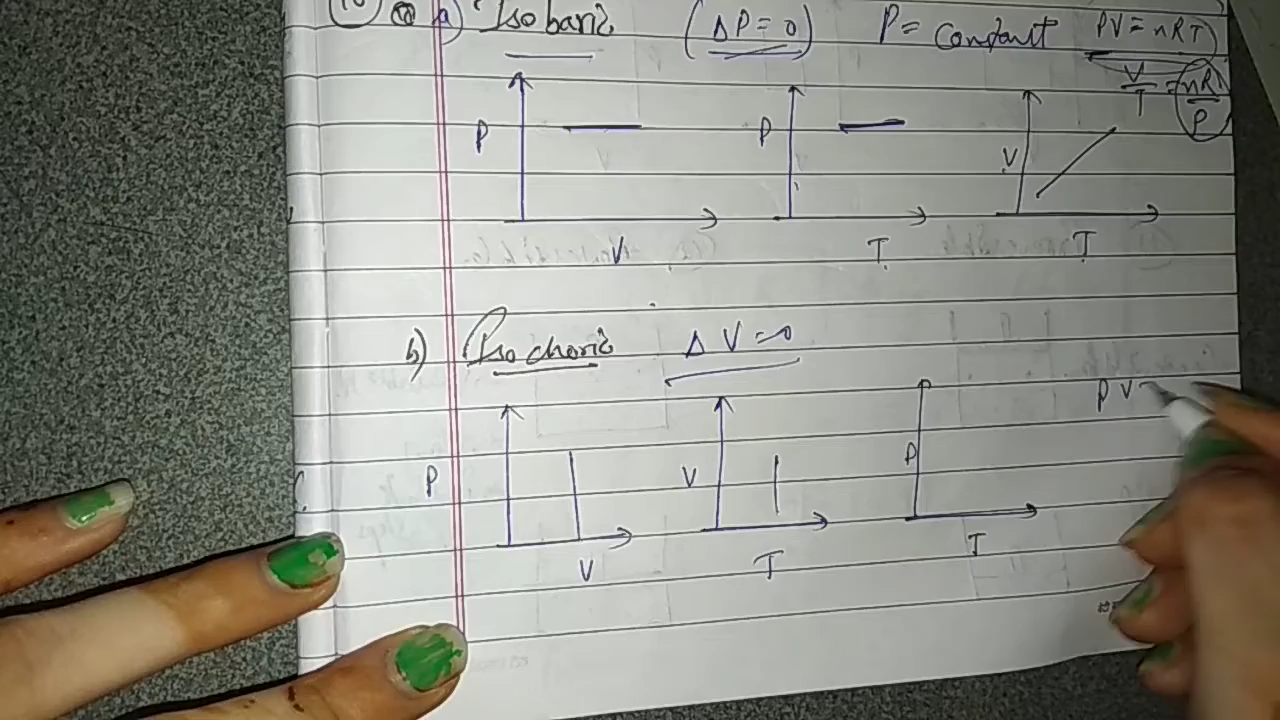 a) Isobaric (ΔP = 0) P = Constant PV = nRT
V/T = nR/P
P P V
V T T
b) Isochoric ΔV = 0
PV =
P V P
V T T